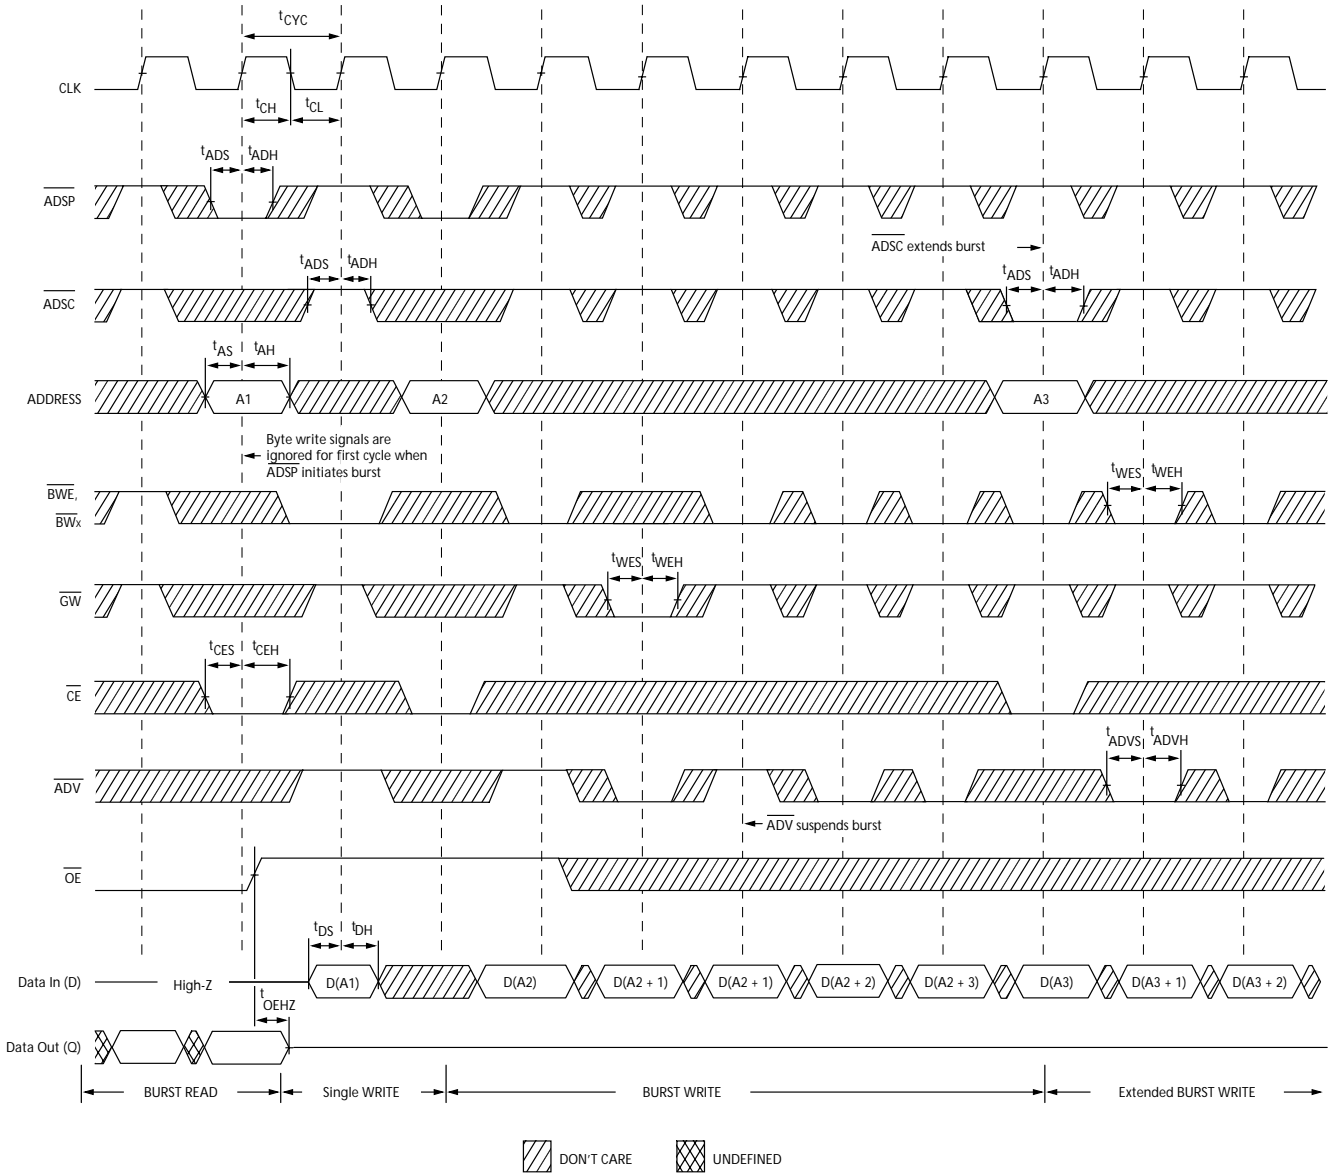 tCYC
CLK
tCH
tCL
tADS
tADH
ADSP
ADSC extends burst
tADS
tADH
tADS
tADH
ADSC
tAS
tAH
ADDRESS
A1
A2
A3
Byte write signals are
ignored for first cycle when
ADSP initiates burst
BWE,
BWx
tWES
tWEH
tWES
tWEH
GW
tCES
tCEH
CE
tADVS
tADVH
ADV
ADV suspends burst
OE
tDS
tDH
Data In (D)
High-Z
D(A1)
D(A2)
D(A2 + 1)
D(A2 + 1)
D(A2 + 2)
D(A2 + 3)
D(A3)
D(A3 + 1)
D(A3 + 2)
tOEHZ
Data Out (Q)
BURST READ
Single WRITE
BURST WRITE
Extended BURST WRITE
DON'T CARE
UNDEFINED